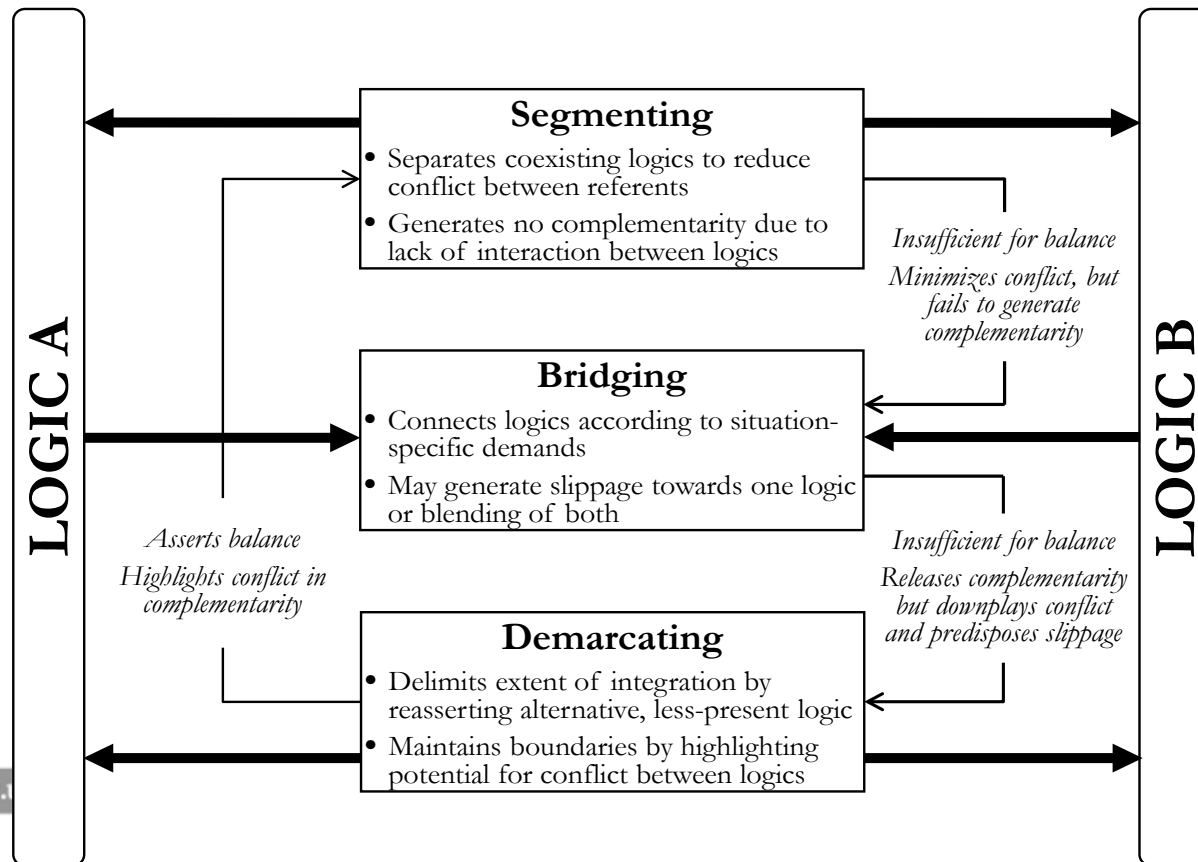 LOGIC A
Segmenting
• Separates coexisting logics to reduce
conflict between referents
• Generates no complementarity due to
lack of interaction between logics
Insufficient for balance
Minimizes conflict, but
fails to generate
complementarity
Bridging
• Connects logics according to situation-
specific demands
• May generate slippage towards one logic
or blending of both
Asserts balance
Highlights conflict in
complementarity
Insufficient for balance
Releases complementarity
but downplays conflict
and predisposes slippage
Demarcating
• Delimits extent of integration by
reasserting alternative, less-present logic
• Maintains boundaries by highlighting
potential for conflict between logics
LOGIC B